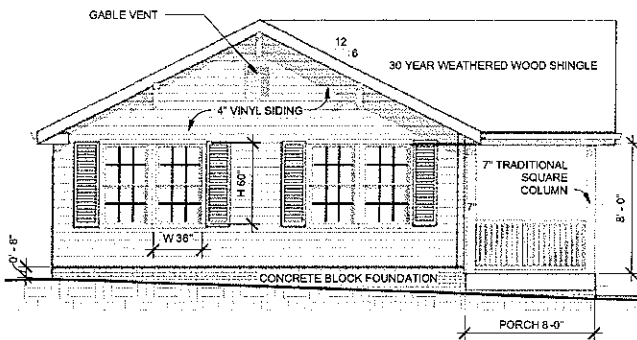 GABLE VENT
12
6
30 YEAR WEATHERED WOOD SHINGLE
4" VINYL SIDING
7" TRADITIONAL
SQUARE
COLUMN
H 60"
8' - 0"
7"
W 36"
-0' - 8"
CONCRETE BLOCK FOUNDATION
PORCH 8'-0"